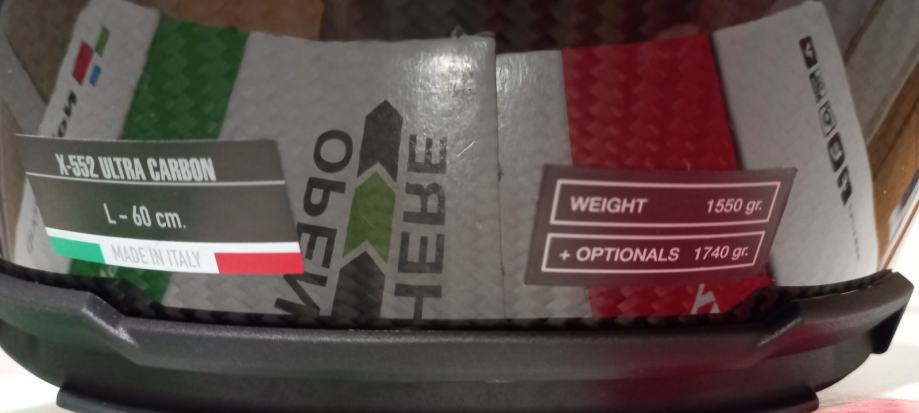 X-552 ULTRA CARBON
L - 60 cm.
MADE IN ITALY
OPEN
HERE
WEIGHT 1550 gr.
+ OPTIONALS 1740 gr.